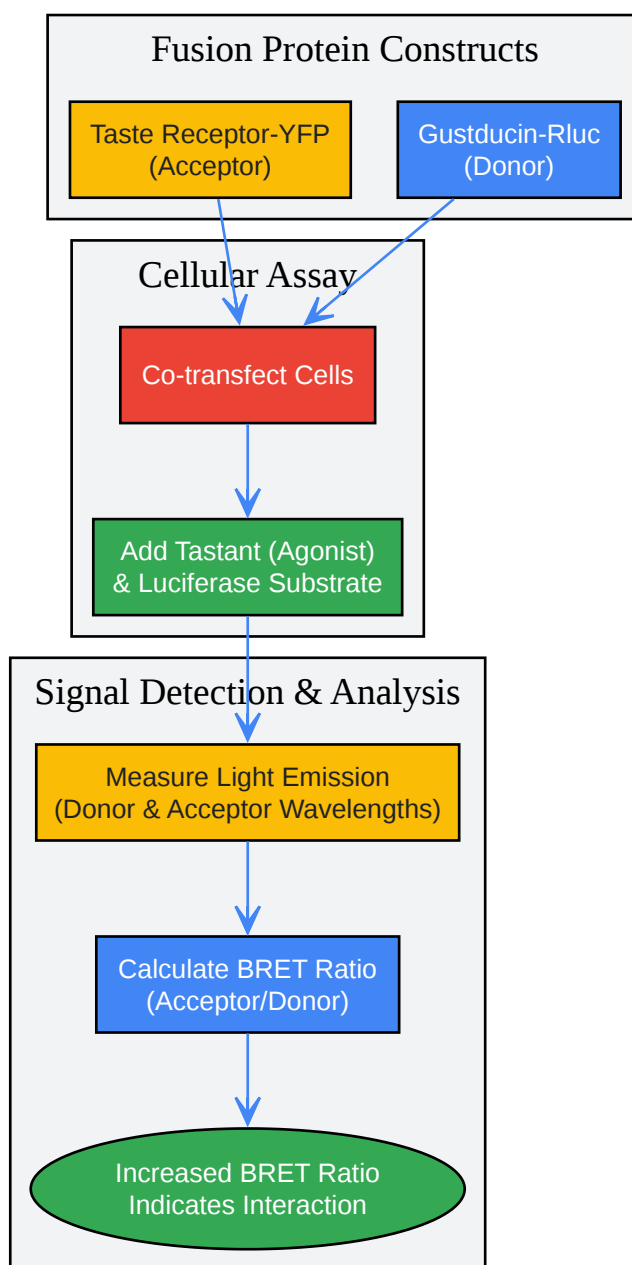 Fusion Protein Constructs
Taste Receptor-YFP
(Acceptor)
Gustducin-Rluc
(Donor)
Cellular Assay
Co-transfect Cells
Add Tastant (Agonist)
& Luciferase Substrate
Signal Detection & Analysis
Measure Light Emission
(Donor & Acceptor Wavelengths)
Calculate BRET Ratio
(Acceptor/Donor)
Increased BRET Ratio
Indicates Interaction